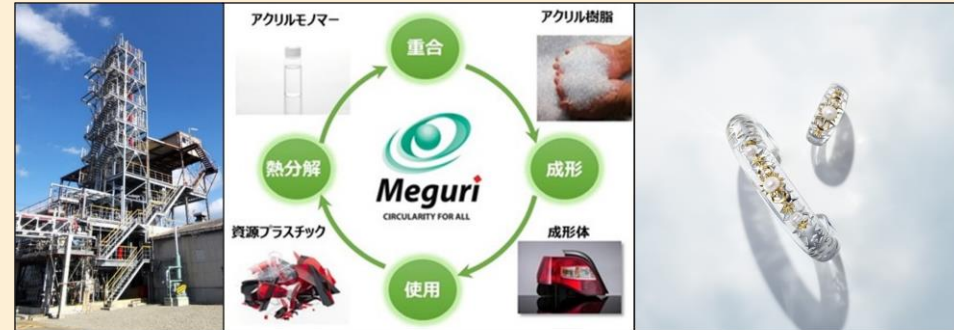 アクリルモノマー
アクリル樹脂
重合
熱分解
成形
Meguri
CIRCULARITY FOR ALL
資源プラスチック
成形体
使用